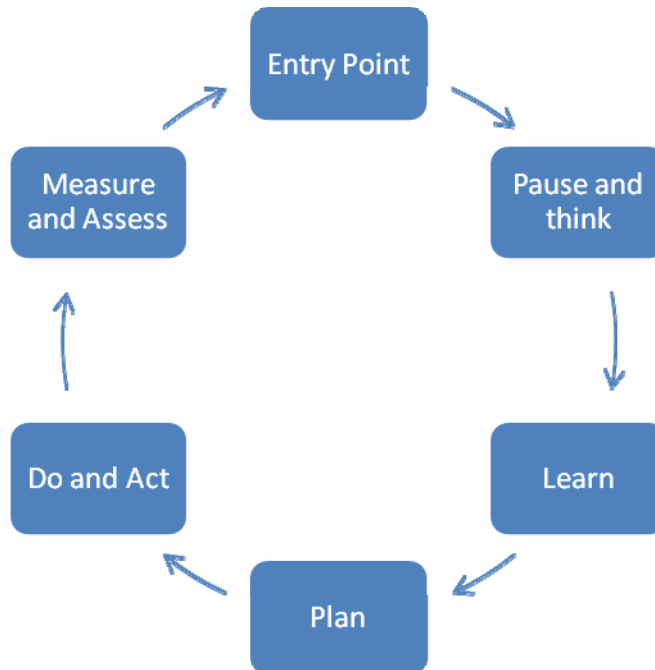 Entry Point
Pause and
think
Learn
Plan
Do and Act
Measure
and Assess